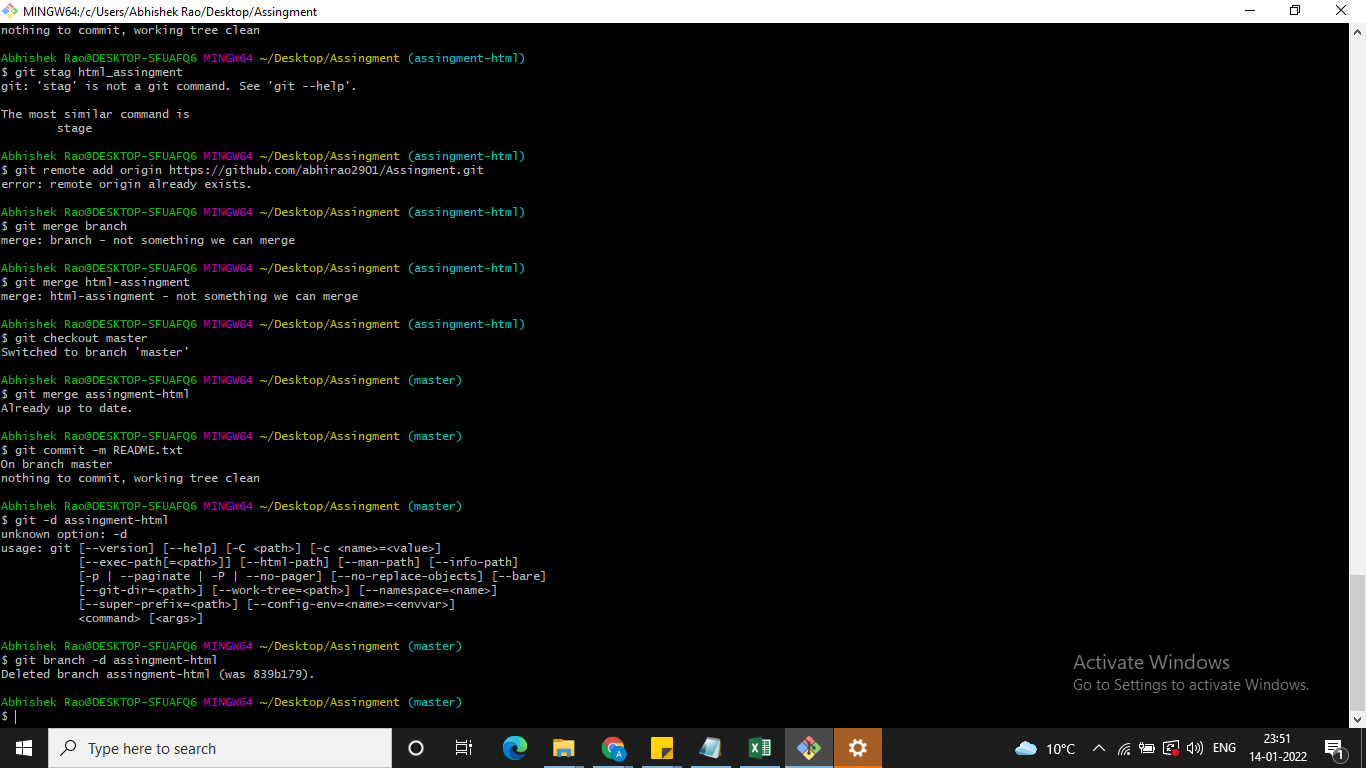 MINGW64:/c/Users/Abhishek Rao/Desktop/Assingment
nothing to commit, working tree clean
Abhishek Rao@DESKTOP-SFUAFQ6 MINGW64 ~/Desktop/Assingment (assingment-html)
$ git stag html_assingment
git: 'stag' is not a git command. See 'git --help'.
The most similar command is
stage
Abhishek Rao@DESKTOP-SFUAFQ6 MINGW64 ~/Desktop/Assingment (assingment-html)
$ git remote add origin https://github.com/abhirao2901/Assingment.git
error: remote origin already exists.
Abhishek Rao@DESKTOP-SFUAFQ6 MINGW64 ~/Desktop/Assingment (assingment-html)
$ git merge branch
merge: branch - not something we can merge
Abhishek Rao@DESKTOP-SFUAFQ6 MINGW64 ~/Desktop/Assingment (assingment-html)
$ git merge html-assingment
merge: html-assingment - not something we can merge
Abhishek Rao@DESKTOP-SFUAFQ6 MINGW64 ~/Desktop/Assingment (assingment-html)
$ git checkout master
Switched to branch 'master'
Abhishek Rao@DESKTOP-SFUAFQ6 MINGW64 ~/Desktop/Assingment (master)
$ git merge assingment-html
Already up to date.
Abhishek Rao@DESKTOP-SFUAFQ6 MINGW64 ~/Desktop/Assingment (master)
$ git commit -m README.txt
On branch master
nothing to commit, working tree clean
Abhishek Rao@DESKTOP-SFUAFQ6 MINGW64 ~/Desktop/Assingment (master)
$ git -d assingment-html
unknown option: -d
usage: git [--version] [--help] [-C <path>] [-c <name>=<value>]
[--exec-path[=<path>]] [--html-path] [--man-path] [--info-path]
[-p | --paginate | -P | --no-pager] [--no-replace-objects] [--bare]
[--git-dir=<path>] [--work-tree=<path>] [--namespace=<name>]
[--super-prefix=<path>] [--config-env=<name>=<envvar>]
<command> [<args>]
Abhishek Rao@DESKTOP-SFUAFQ6 MINGW64 ~/Desktop/Assingment (master)
$ git branch -d assingment-html
Deleted branch assingment-html (was 839b179).
Abhishek Rao@DESKTOP-SFUAFQ6 MINGW64 ~/Desktop/Assingment (master)
$
Activate Windows
Go to Settings to activate Windows.
Type here to search
A
10°C
ENG
23:51
14-01-2022
1